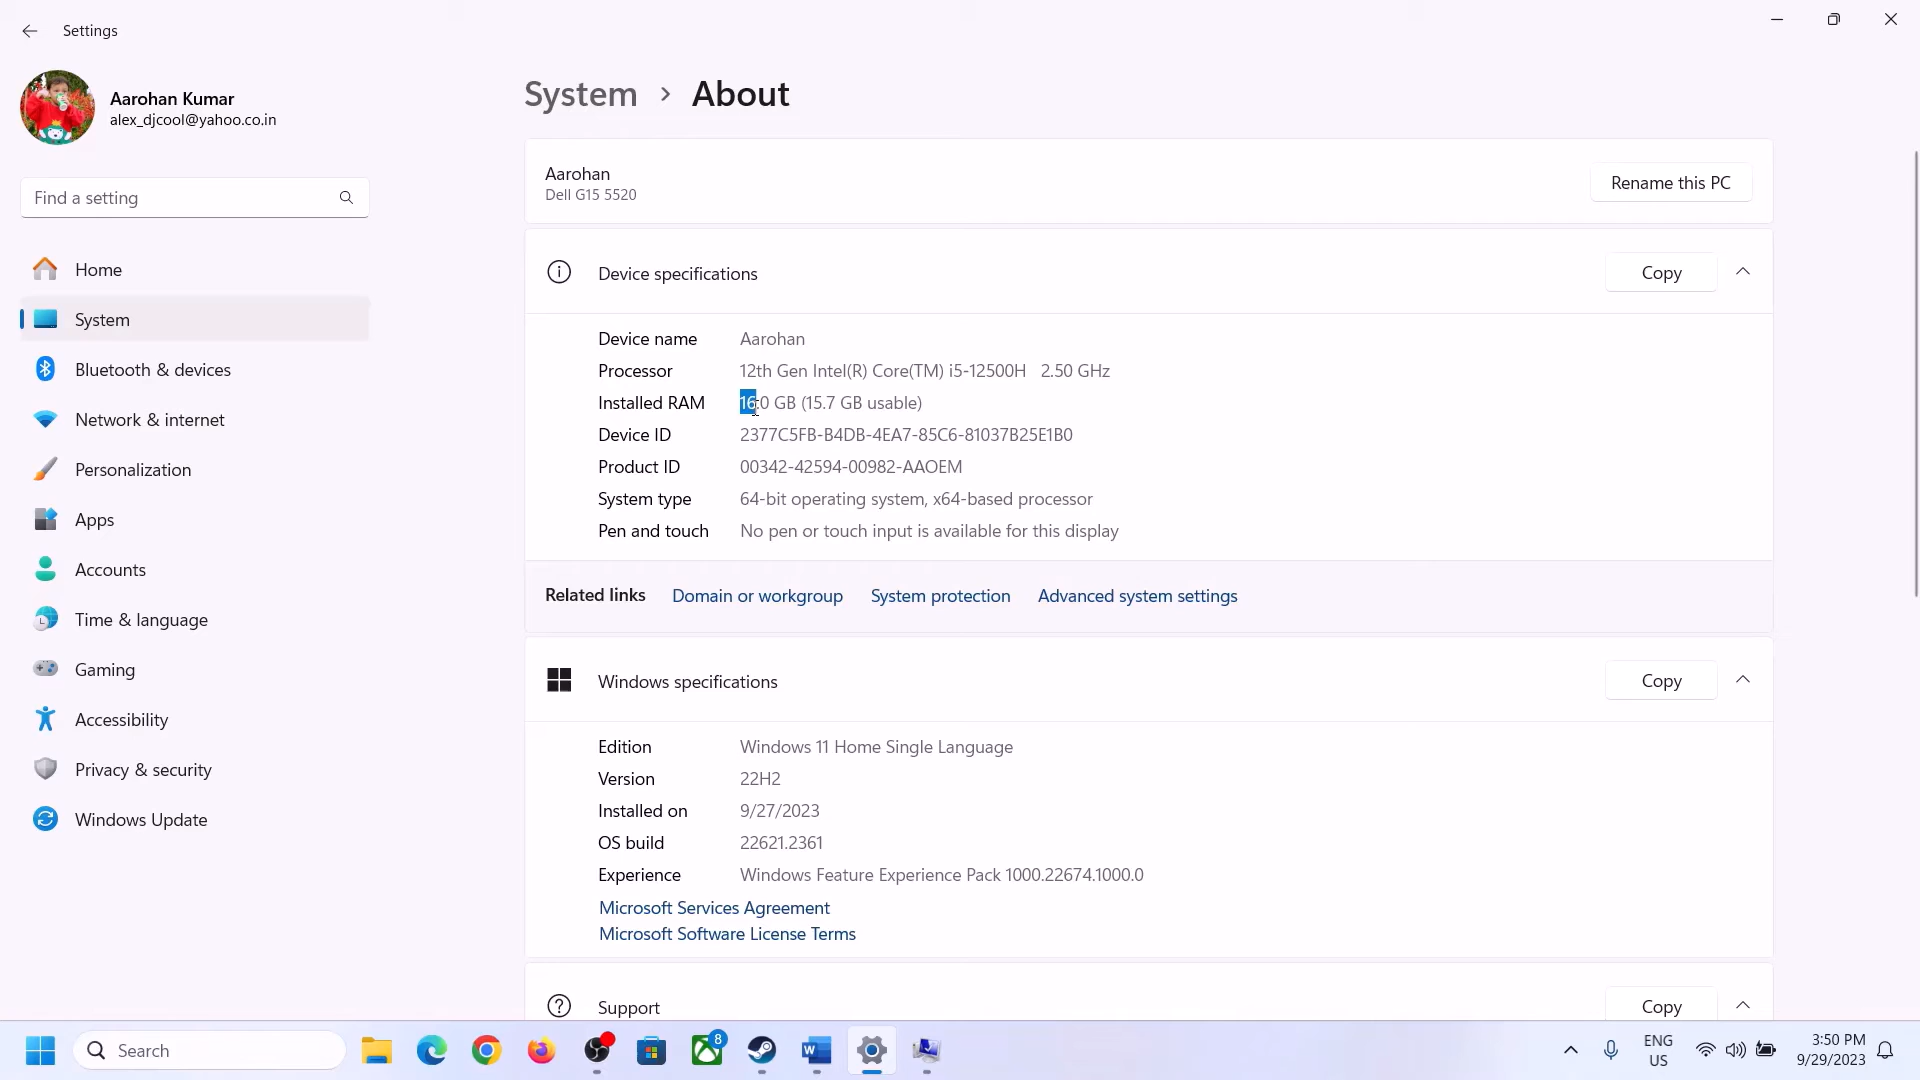 Settings
Aarohan Kumar
alex_djcool@yahoo.co.in
Find a setting
Home
System
Bluetooth & devices
Network & internet
Personalization
Apps
Accounts
Time & language
Gaming
Accessibility
Privacy & security
Windows Update
System > About
Aarohan
Dell G15 5520
Rename this PC
Device specifications
Copy
Device name Aarohan
Processor 12th Gen Intel(R) Core(TM) i5-12500H 2.50 GHz
Installed RAM 16.0 GB (15.7 GB usable)
Device ID 2377C5FB-B4DB-4EA7-85C6-81037B25E1B0
Product ID 00342-42594-00982-AAOEM
System type 64-bit operating system, x64-based processor
Pen and touch No pen or touch input is available for this display
Related links Domain or workgroup System protection Advanced system settings
Windows specifications
Copy
Edition Windows 11 Home Single Language
Version 22H2
Installed on 9/27/2023
OS build 22621.2361
Experience Windows Feature Experience Pack 1000.22674.1000.0
Microsoft Services Agreement
Microsoft Software License Terms
Support
Copy
Search
8
W
ENG
US
3:50 PM
9/29/2023